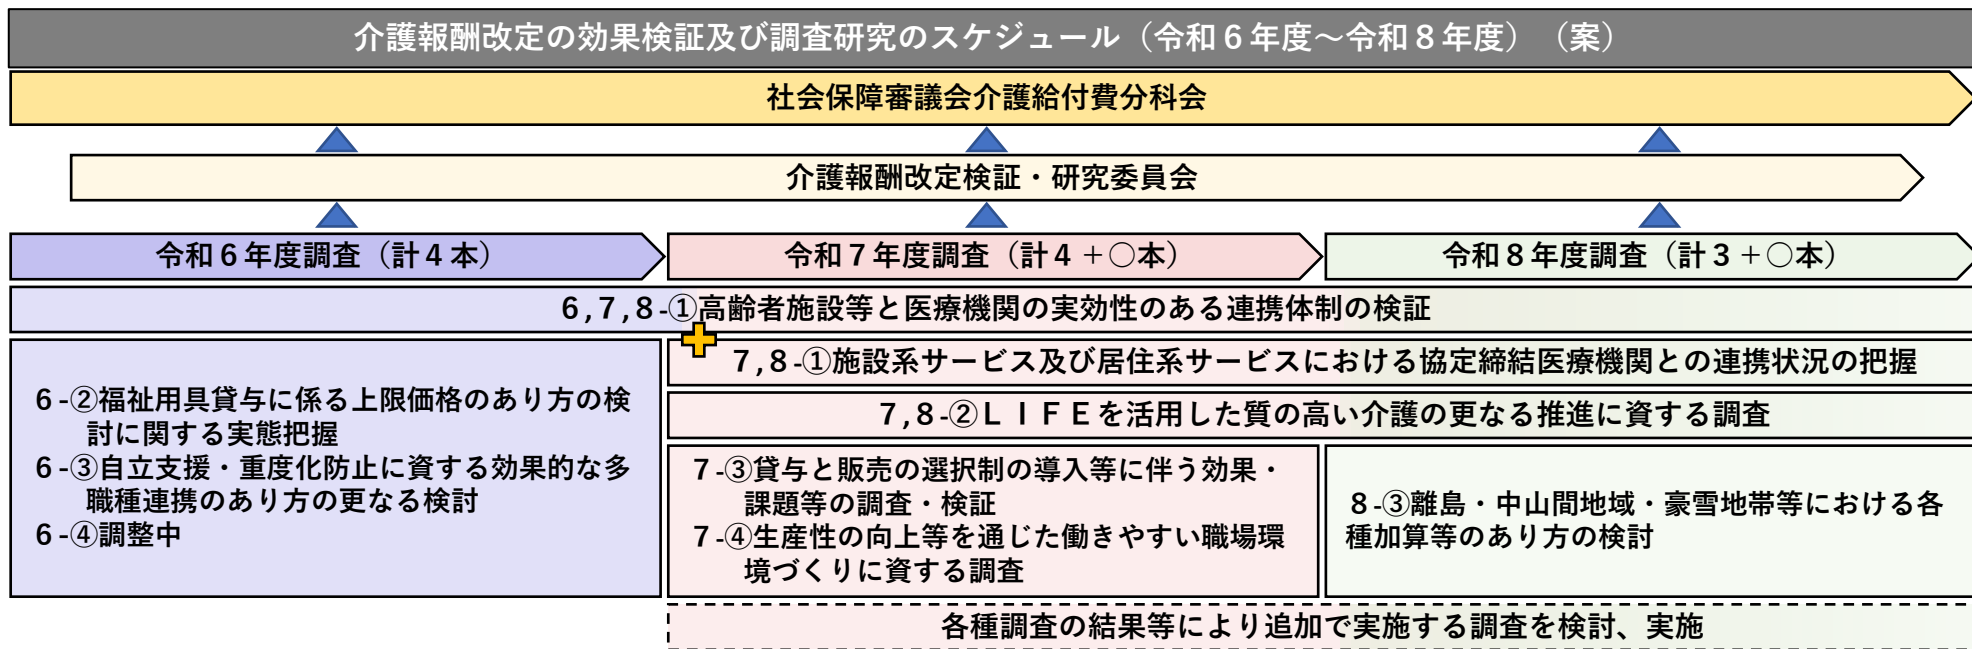 介護報酬改定の効果検証及び調査研究のスケジュール（令和６年度～令和８年度）（案）
社会保障審議会介護給付費分科会
介護報酬改定検証・研究委員会
令和６年度調査（計４本）
令和７年度調査（計４＋○本）
令和８年度調査（計３＋○本）
６,７,８-①高齢者施設等と医療機関の実効性のある連携体制の検証
７,８-①施設系サービス及び居住系サービスにおける協定締結医療機関との連携状況の把握
７,８-②ＬＩＦＥを活用した質の高い介護の更なる推進に資する調査
６-②福祉用具貸与に係る上限価格のあり方の検
討に関する実態把握
６-③自立支援・重度化防止に資する効果的な多
職種連携のあり方の更なる検討
６-④調整中
７-③貸与と販売の選択制の導入等に伴う効果・
課題等の調査・検証
７-④生産性の向上等を通じた働きやすい職場環
境づくりに資する調査
８-③離島・中山間地域・豪雪地帯等における各
種加算等のあり方の検討
各種調査の結果等により追加で実施する調査を検討、実施